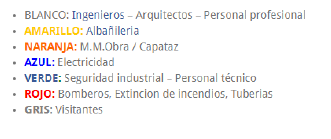 • BLANCO: Ingenieros – Arquitectos – Personal profesional
• AMARILLO: Albañileria
• NARANJA: M.M.Obra / Capataz
• AZUL: Electricidad
• VERDE: Seguridad industrial – Personal técnico
• ROJO: Bomberos, Extincion de incendios, Tuberias
• GRIS: Visitantes